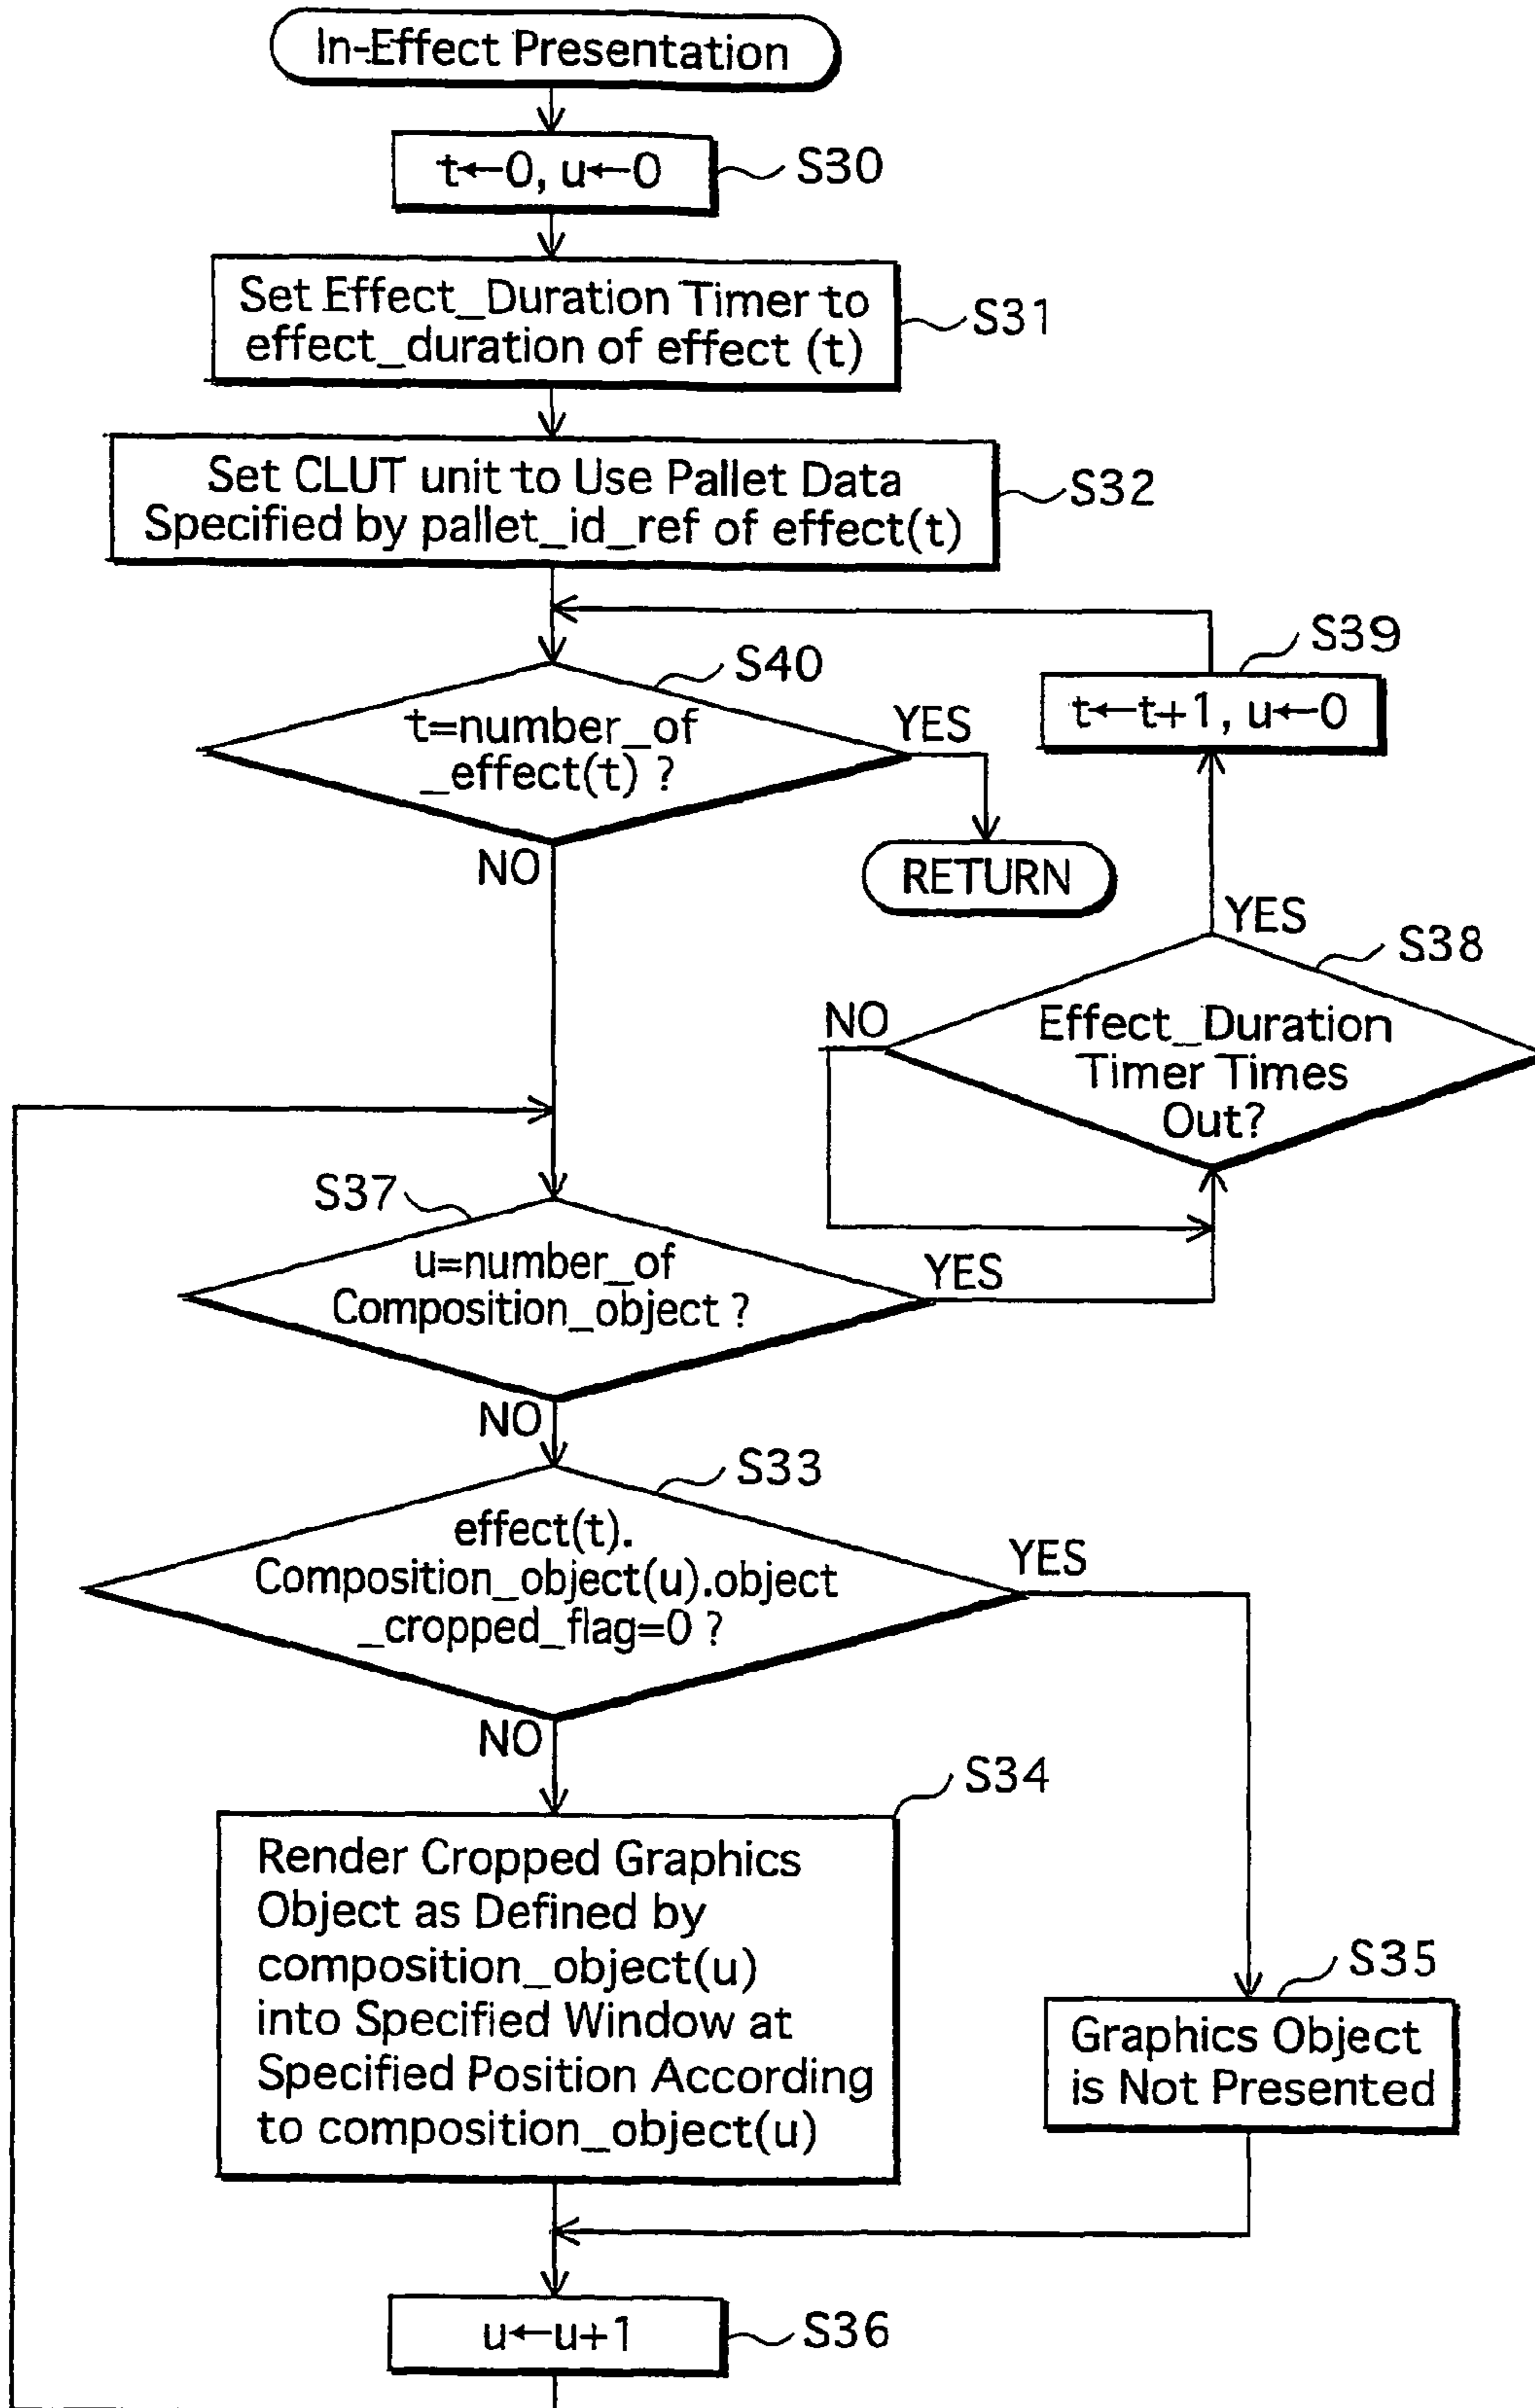 In-Effect Presentation
t←0, u←0
S30
Set Effect_Duration Timer to
effect_duration of effect (t)
S31
Set CLUT unit to Use Pallet Data
Specified by pallet_id_ref of effect(t)
S32
S39
t←t+1, u←0
S40
t=number_of
_effect(t) ?
YES
NO
RETURN
YES
S38
NO
Effect_Duration
Timer Times
Out?
S37
u=number_of
Composition_object ?
YES
NO
S33
effect(t).
Composition_object(u).object
_cropped_flag=0 ?
YES
NO
S34
Render Cropped Graphics
Object as Defined by
composition_object(u)
into Specified Window at
Specified Position According
to composition_object(u)
S35
Graphics Object
is Not Presented
u←u+1
S36